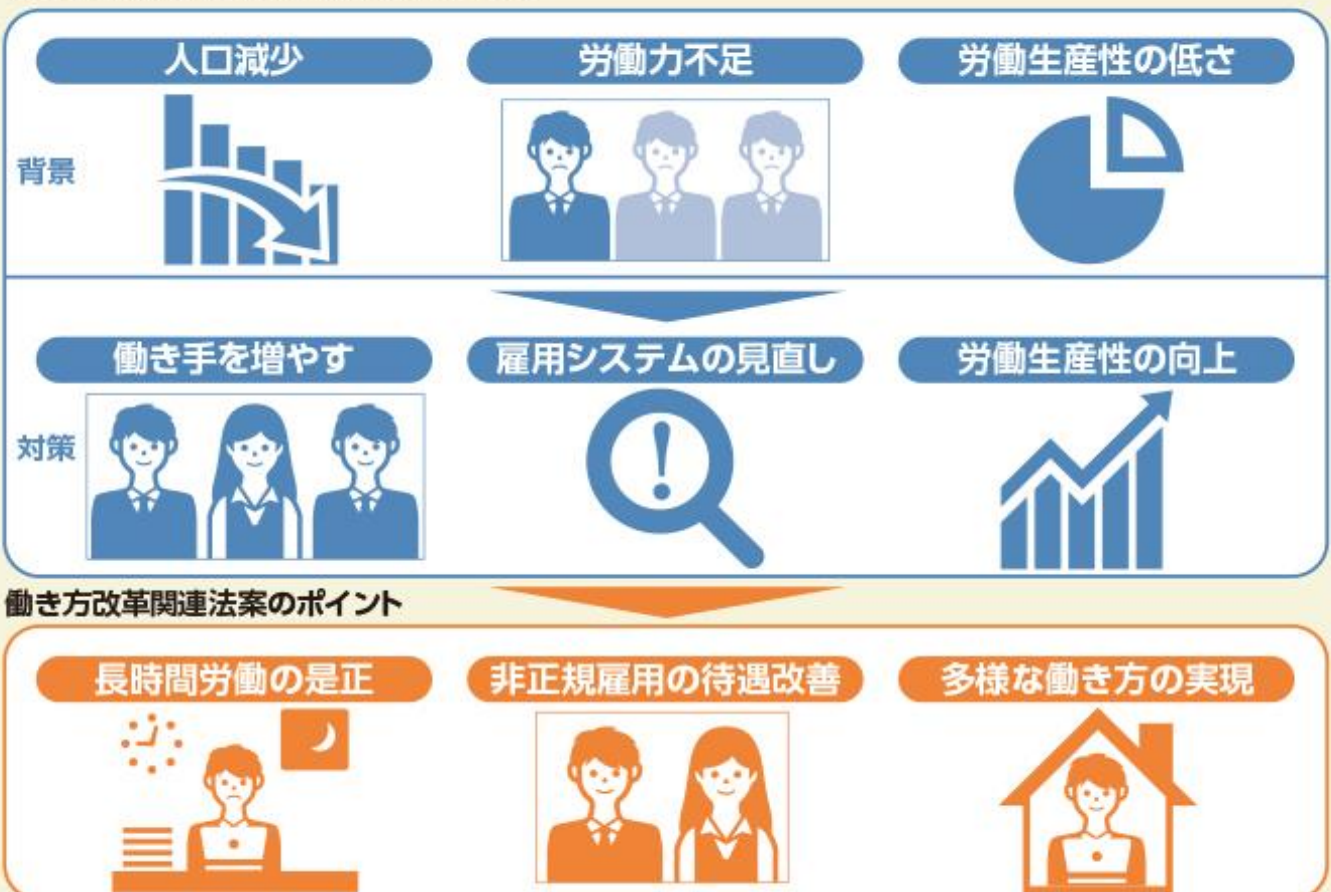 人口減少
労働力不足
労働生産性の低さ
背景
働き手を増やす
雇用システムの見直し
労働生産性の向上
対策
働き方改革関連法案のポイント
長時間労働の是正
非正規雇用の待遇改善
多様な働き方の実現